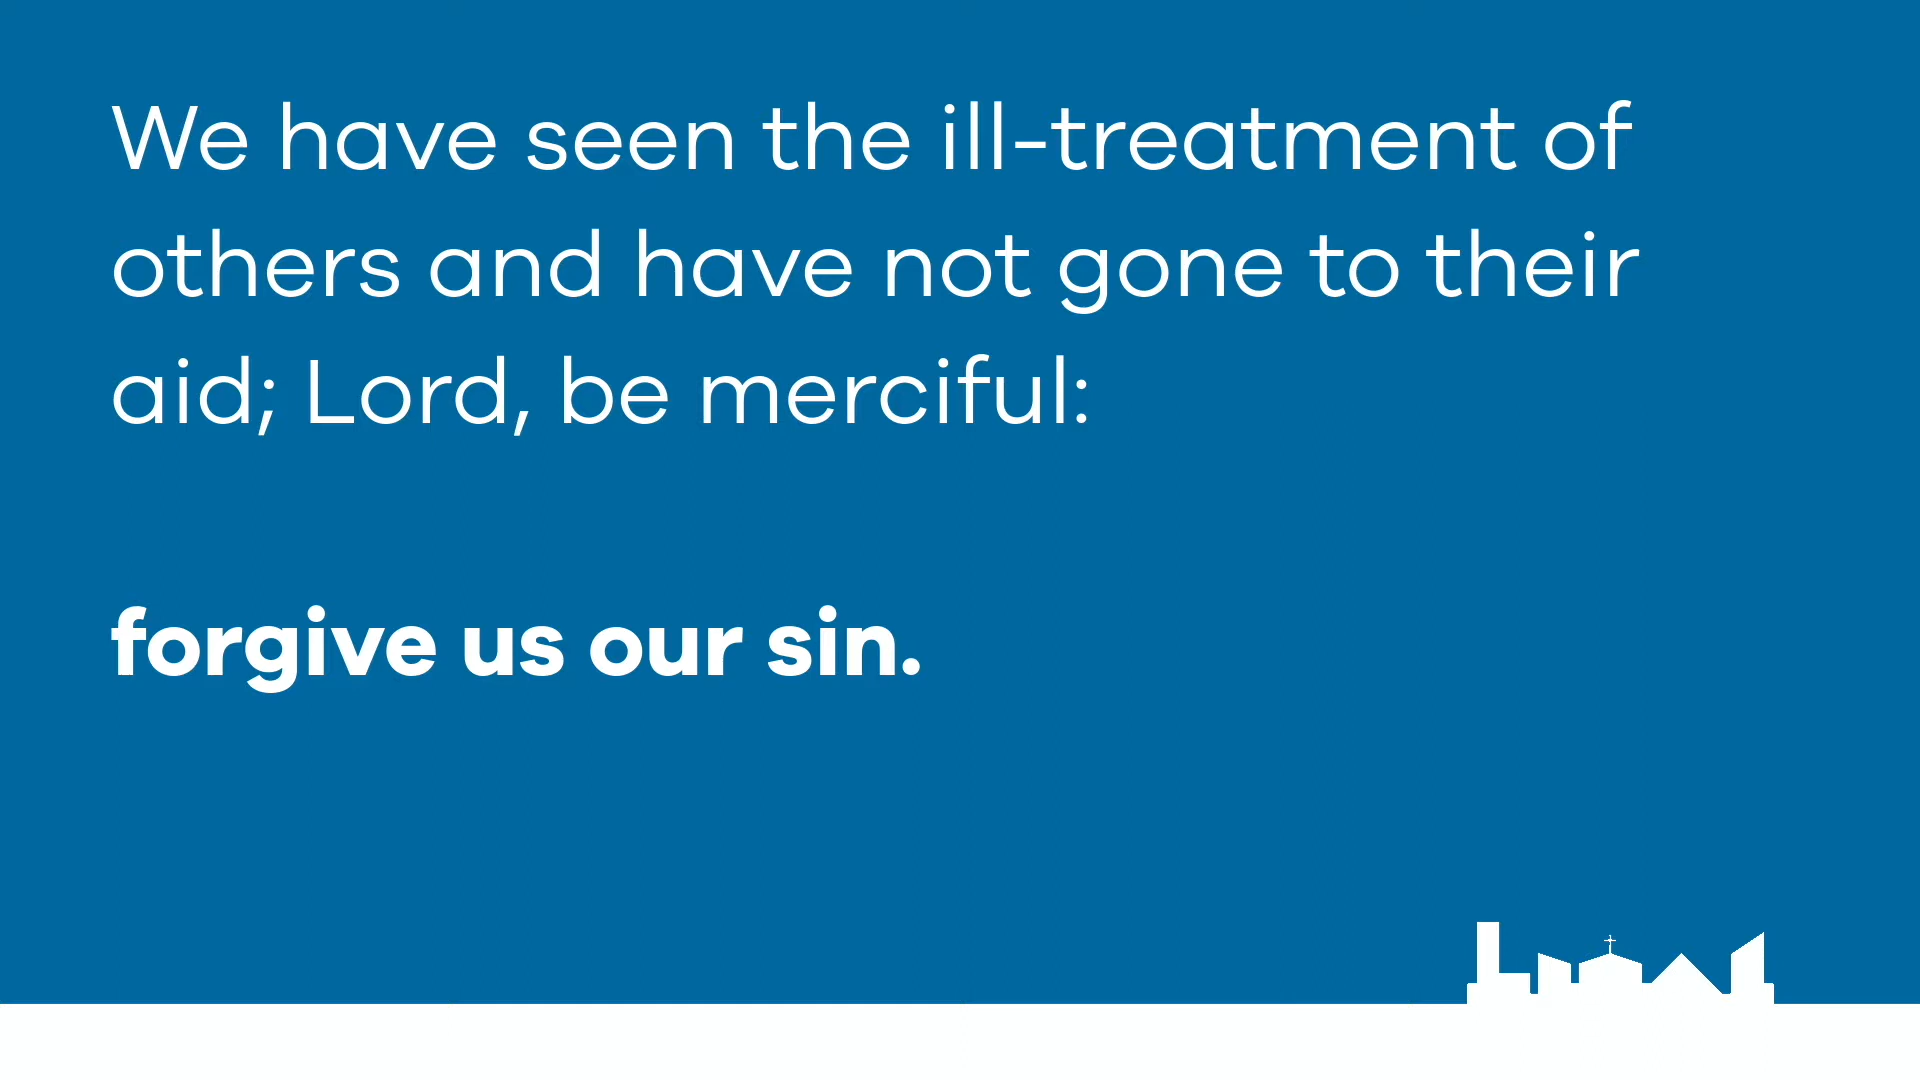 We have seen the ill-treatment of
others and have not gone to their
aid; Lord, be merciful:
forgive us our sin.